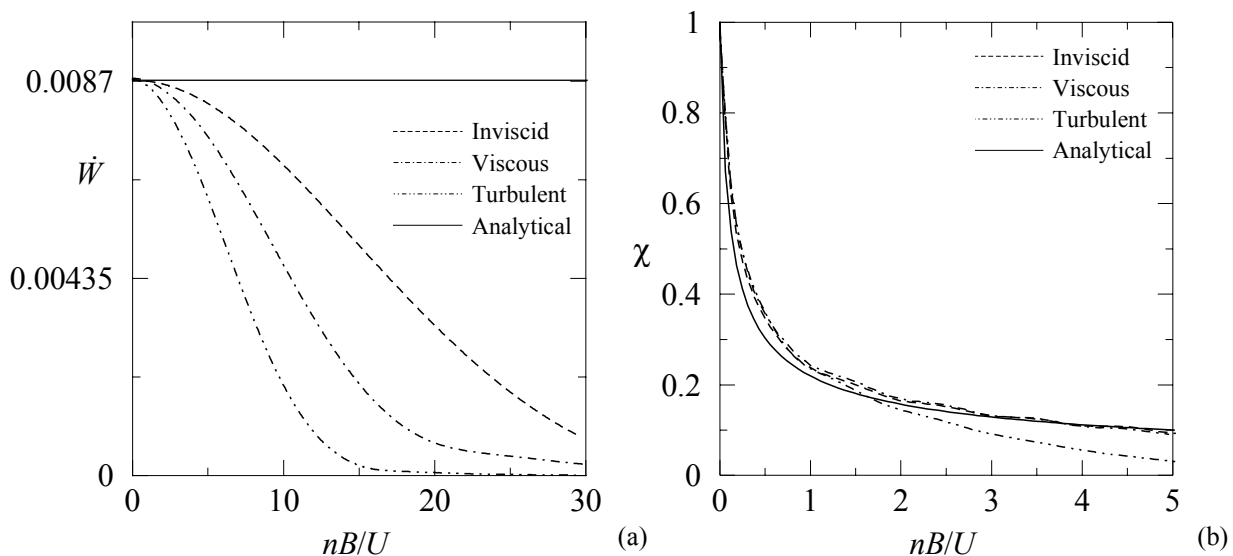 0.0087
Ẇ
0.00435
0
Inviscid
Viscous
Turbulent
Analytical
0 10 20 30
nB/U
(a)
1
0.8
0.6
χ
0.4
0.2
0
Inviscid
Viscous
Turbulent
Analytical
0 1 2 3 4 5
nB/U
(b)